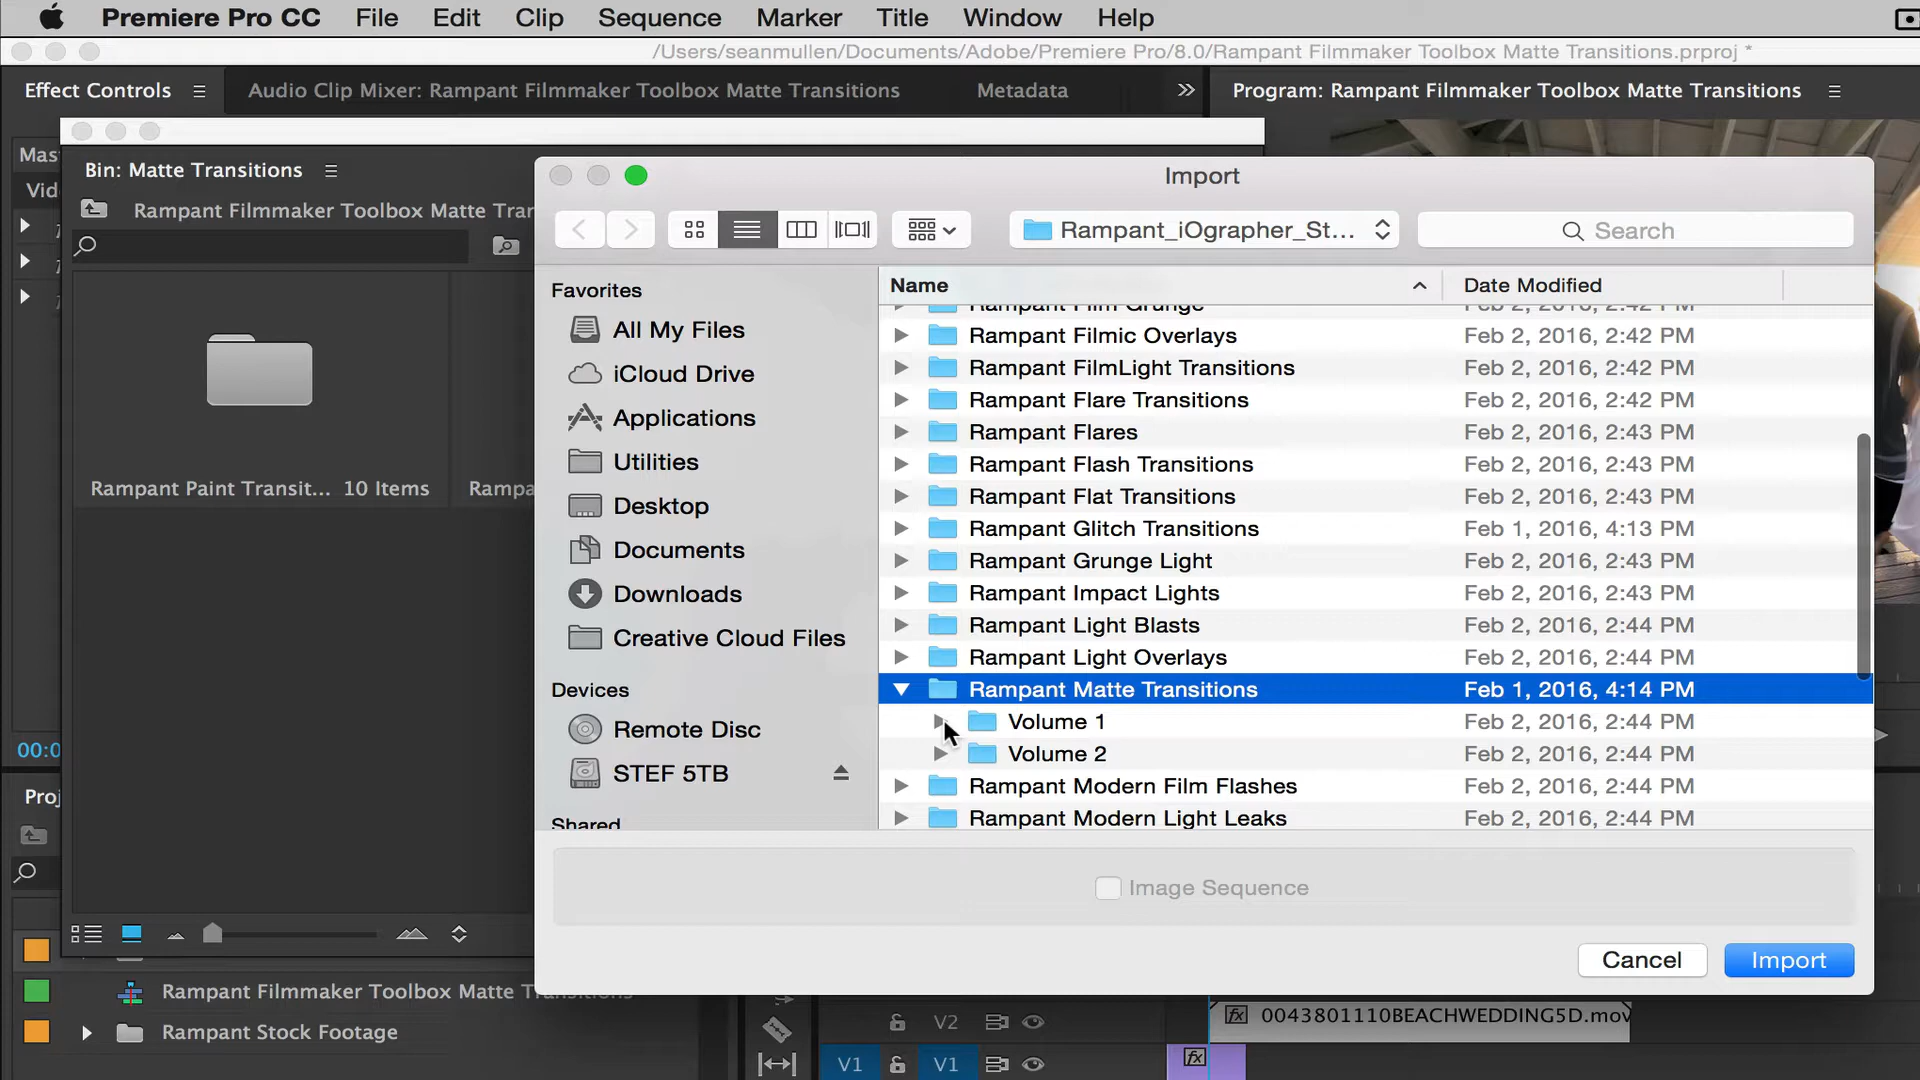 Premiere Pro CC File Edit Clip Sequence Marker Title Window Help
/Users/seanmullen/Documents/Adobe/Premiere Pro/8.0/Rampant Filmmaker Toolbox Matte Transitions.prproj *
Effect Controls Audio Clip Mixer: Rampant Filmmaker Toolbox Matte Transitions Metadata
Program: Rampant Filmmaker Toolbox Matte Transitions
Mas
Vid
Bin: Matte Transitions
Rampant Filmmaker Toolbox Matte Tran
Rampant Paint Transit... 10 Items
Rampa
Import
Rampant_iOgrapher_St...
Search
Favorites
All My Files
iCloud Drive
Applications
Utilities
Desktop
Documents
Downloads
Creative Cloud Files
Devices
Remote Disc
STEF 5TB
Shared
Name Date Modified
Rampant Film Grunge
Rampant Filmic Overlays Feb 2, 2016, 2:42 PM
Rampant FilmLight Transitions Feb 2, 2016, 2:42 PM
Rampant Flare Transitions Feb 2, 2016, 2:42 PM
Rampant Flares Feb 2, 2016, 2:43 PM
Rampant Flash Transitions Feb 2, 2016, 2:43 PM
Rampant Flat Transitions Feb 2, 2016, 2:43 PM
Rampant Glitch Transitions Feb 1, 2016, 4:13 PM
Rampant Grunge Light Feb 2, 2016, 2:43 PM
Rampant Impact Lights Feb 2, 2016, 2:43 PM
Rampant Light Blasts Feb 2, 2016, 2:44 PM
Rampant Light Overlays Feb 2, 2016, 2:44 PM
Rampant Matte Transitions Feb 1, 2016, 4:14 PM
Volume 1 Feb 2, 2016, 2:44 PM
Volume 2 Feb 2, 2016, 2:44 PM
Rampant Modern Film Flashes Feb 2, 2016, 2:44 PM
Rampant Modern Light Leaks Feb 2, 2016, 2:44 PM
Image Sequence
Cancel Import
00:0
Proj
Rampant Filmmaker Toolbox Matte Transitions
Rampant Stock Footage
V2
fx 0043801110BEACHWEDDING5D.mov
V1 V1
fx